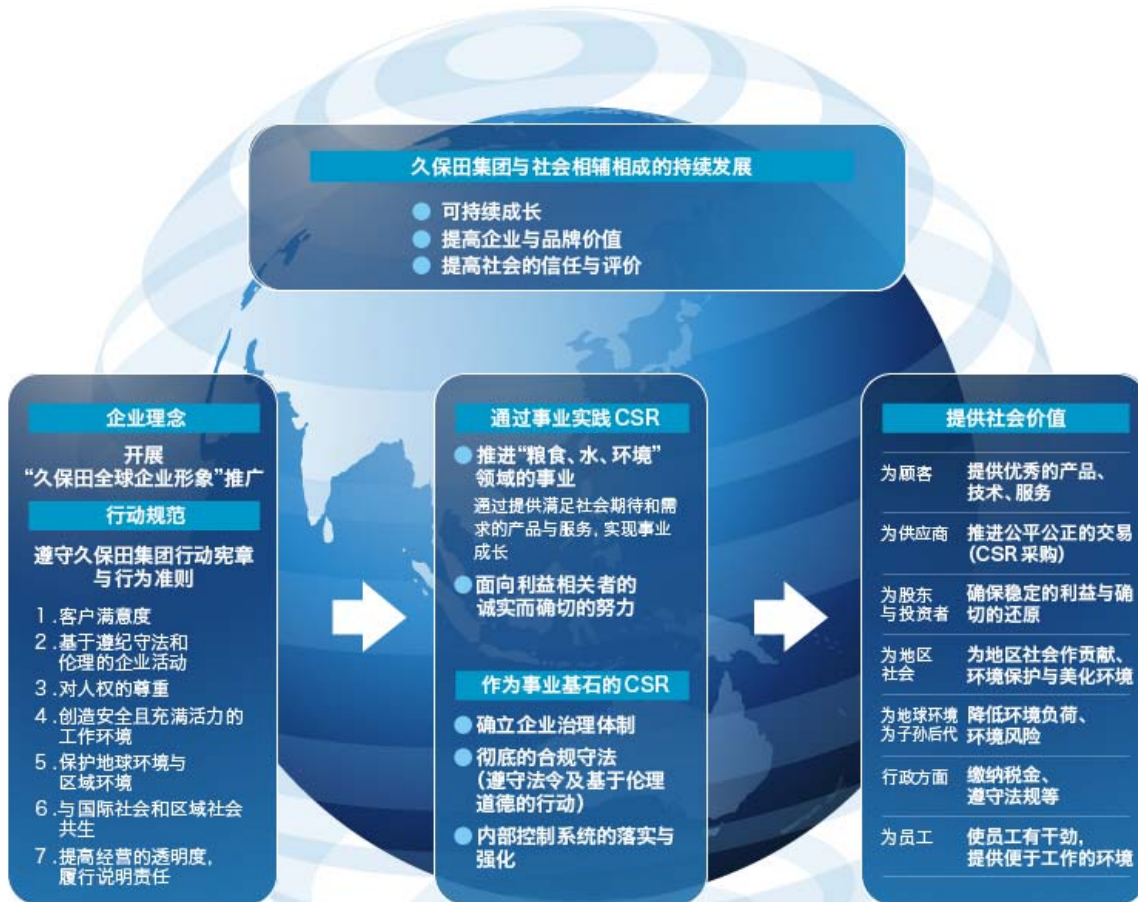 久保田集团与社会相辅相成的持续发展
可持续成长
提高企业与品牌价值
提高社会的信任与评价
企业理念
开展
“久保田全球企业形象”推广
行动规范
遵守久保田集团行动宪章
与行为准则
1.客户满意度
2.基于遵纪守法和
伦理的企业活动
3.对人权的尊重
4.创造安全且充满活力的
工作环境
5.保护地球环境与
区域环境
6.与国际社会和区域社会
共生
7.提高经营的透明度,
履行说明责任
通过事业实践CSR
推进“粮食、水、环境”
领域的事业
通过提供满足社会期待和需
求的产品与服务,实现事业
成长
面向利益相关者的
诚实而确切的努力
作为事业基石的CSR
确立企业治理体制
彻底的合规守法
(遵守法令及基于伦理
道德的行动)
内部控制系统的落实与
强化
提供社会价值
为顾客 提供优秀的产品、
技术、服务
为供应商 推进公平公正的交易
(CSR采购)
为股东 确保稳定的利益与确
与投资者 切的还原
为地区 为地区社会作贡献、
社会 环境保护与美化环境
为地球环境 降低环境负荷、
为子孙后代 环境风险
行政方面 缴纳税金、
遵守法规等
为员工 使员工有干劲,
提供便于工作的环境